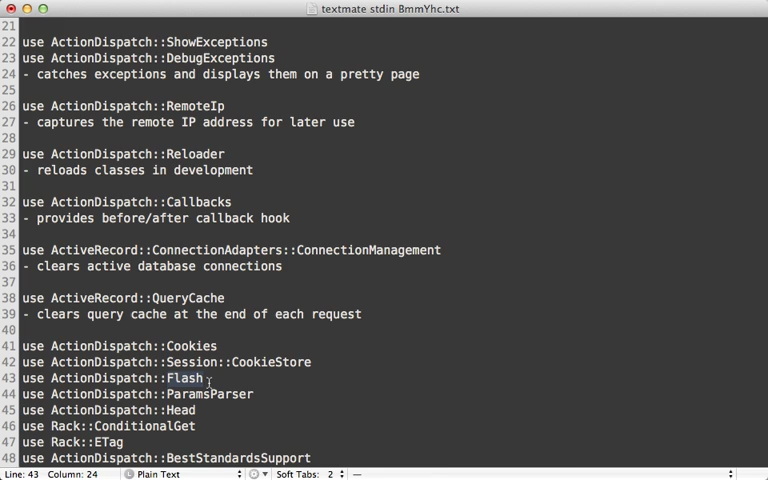 textmate stdin BmmYhc.txt
21
22 use ActionDispatch::ShowExceptions
23 use ActionDispatch::DebugExceptions
24 - catches exceptions and displays them on a pretty page
25
26 use ActionDispatch::RemoteIp
27 - captures the remote IP address for later use
28
29 use ActionDispatch::Reloader
30 - reloads classes in development
31
32 use ActionDispatch::Callbacks
33 - provides before/after callback hook
34
35 use ActiveRecord::ConnectionAdapters::ConnectionManagement
36 - clears active database connections
37
38 use ActiveRecord::QueryCache
39 - clears query cache at the end of each request
40
41 use ActionDispatch::Cookies
42 use ActionDispatch::Session::CookieStore
43 use ActionDispatch::Flash
44 use ActionDispatch::ParamsParser
45 use ActionDispatch::Head
46 use Rack::ConditionalGet
47 use Rack::ETag
48 use ActionDispatch::BestStandardsSupport
Line: 43 Column: 24 L Plain Text Soft Tabs: 2 —